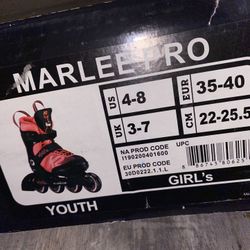 MARLEE PRO
US 4-8 EUR 35-40
UK 3-7 CM 22-25.5
NA PROD CODE UPC
I190200401600
EU PROD CODE
30D0222.1.1.L
YOUTH GIRL's